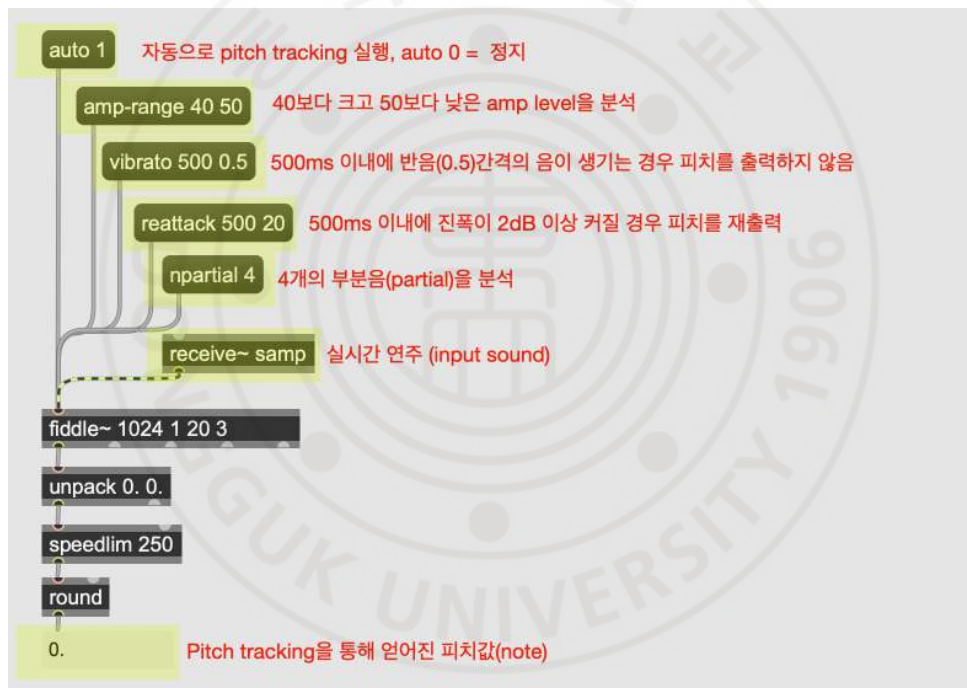 auto 1 자동으로 pitch tracking 실행, auto 0 = 정지
amp-range 40 50 40보다 크고 50보다 낮은 amp level을 분석
vibrato 500 0.5 500ms 이내에 반음(0.5)간격의 음이 생기는 경우 피치를 출력하지 않음
reattack 500 20 500ms 이내에 진폭이 2dB 이상 커질 경우 피치를 재출력
npartial 4 4개의 부분음(partial)을 분석
receive~ samp 실시간 연주 (input sound)
fiddle~ 1024 1 20 3
unpack 0. 0.
speedlim 250
round
0. Pitch tracking을 통해 얻어진 피치값(note)
GUK UNIVERSITY 1906